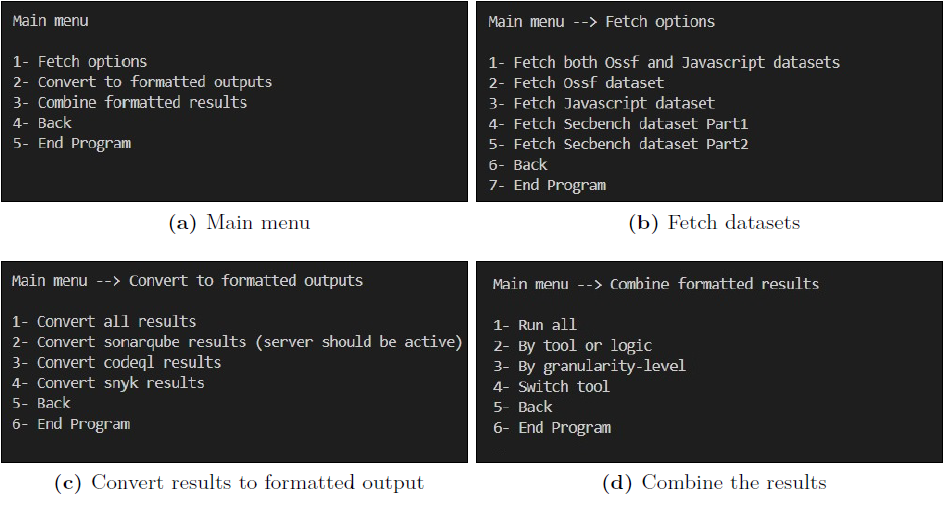 Main menu
1- Fetch options
2- Convert to formatted outputs
3- Combine formatted results
4- Back
5- End Program
(a) Main menu
Main menu --> Fetch options
1- Fetch both Ossf and Javascript datasets
2- Fetch Ossf dataset
3- Fetch Javascript dataset
4- Fetch Secbench dataset Part1
5- Fetch Secbench dataset Part2
6- Back
7- End Program
(b) Fetch datasets
Main menu --> Convert to formatted outputs
1- Convert all results
2- Convert sonarqube results (server should be active)
3- Convert codeql results
4- Convert snyk results
5- Back
6- End Program
(c) Convert results to formatted output
Main menu --> Combine formatted results
1- Run all
2- By tool or logic
3- By granularity-level
4- Switch tool
5- Back
6- End Program
(d) Combine the results